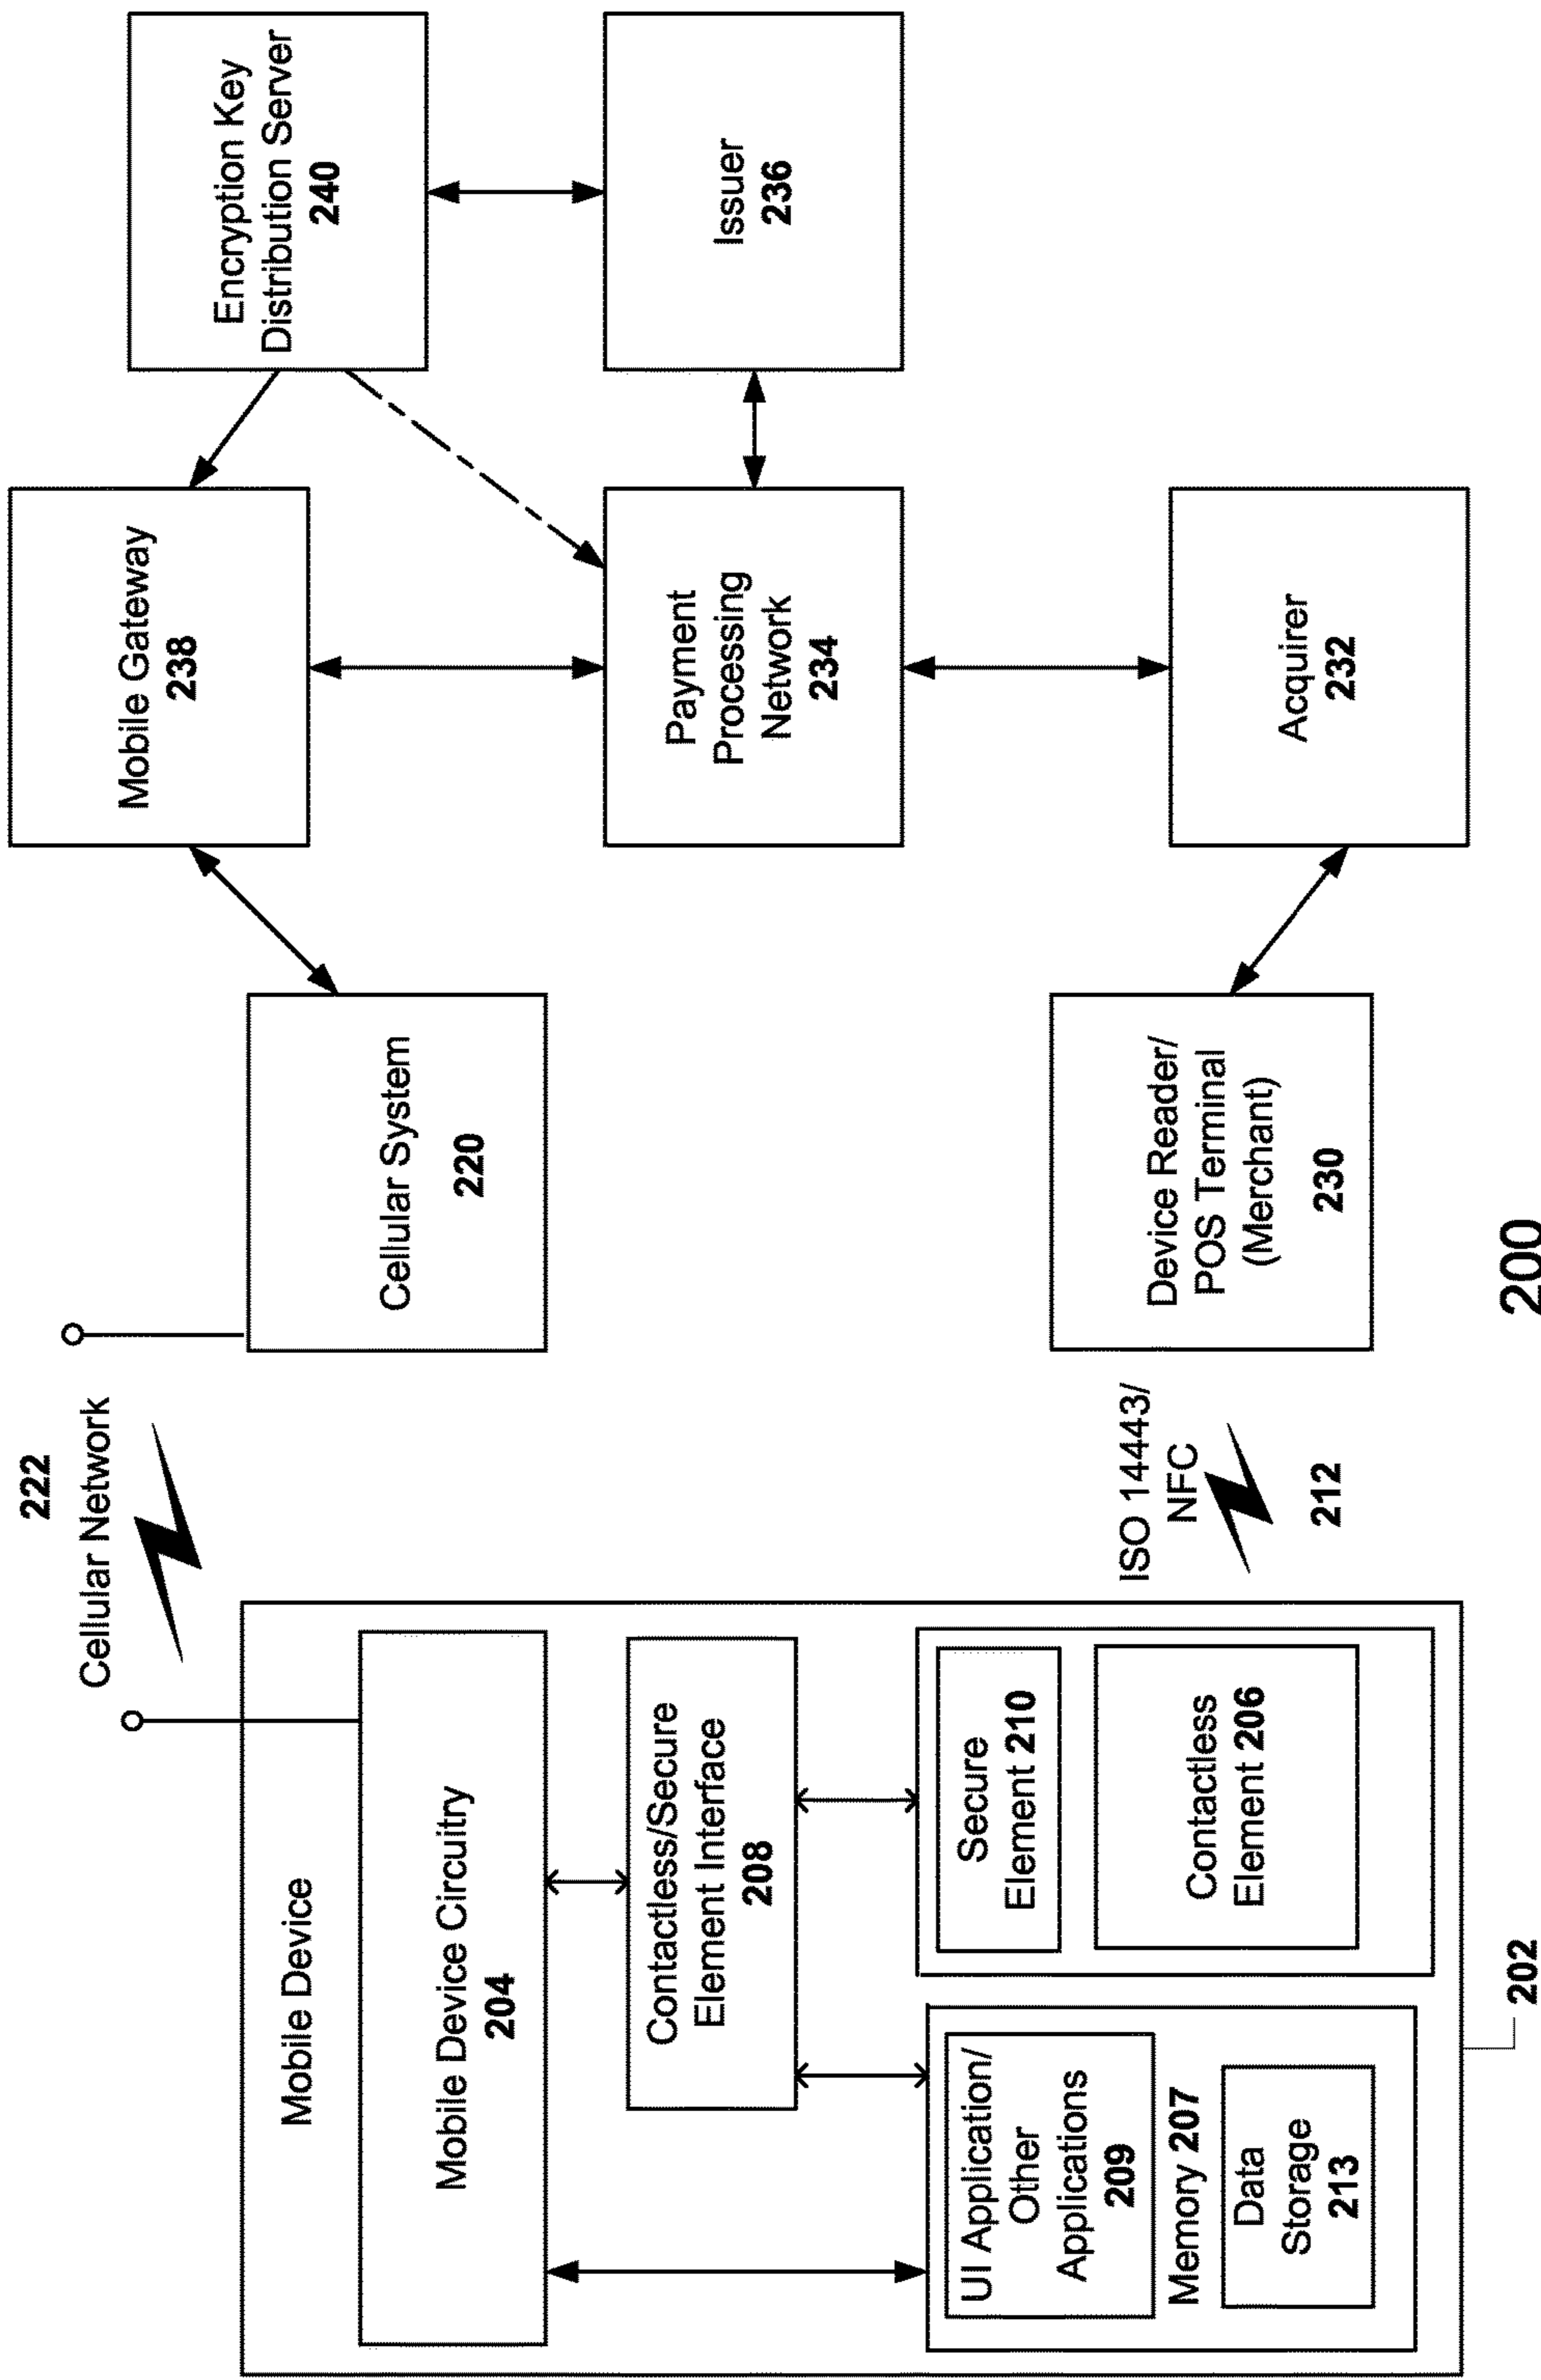 222
Cellular Network
Mobile Device
Mobile Device Circuitry
204
Contactless/Secure
Element Interface
208
UI Application/
Other
Applications
209
Memory 207
Data
Storage
213
Secure
Element 210
Contactless
Element 206
202
ISO 14443/
NFC
212
Cellular System
220
Device Reader/
POS Terminal
(Merchant)
230
Mobile Gateway
238
Payment
Processing
Network
234
Acquirer
232
Encryption Key
Distribution Server
240
Issuer
236
200